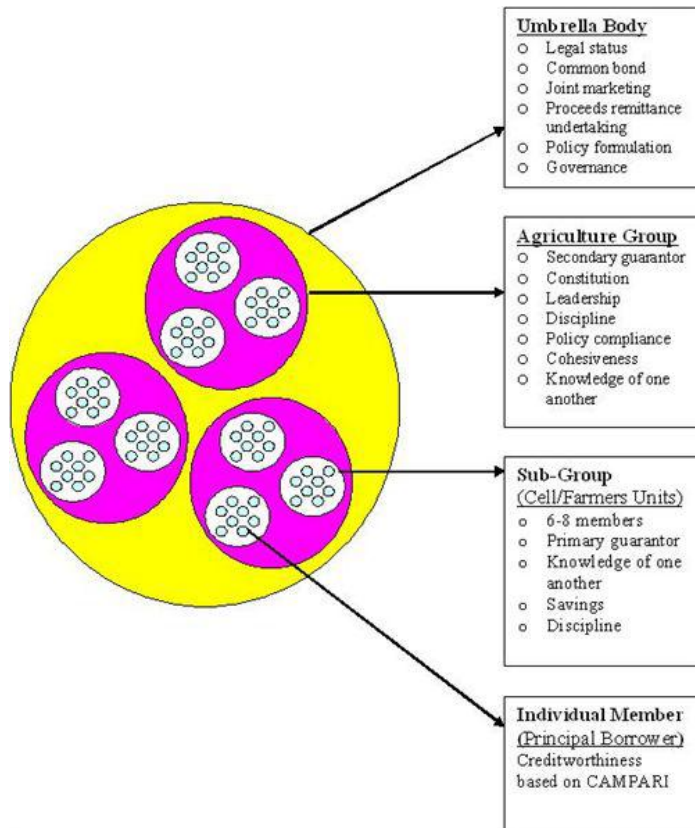 Umbrella Body
○ Legal status
○ Common bond
○ Joint marketing
○ Proceeds remittance
undertaking
○ Policy formulation
○ Governance
Agriculture Group
○ Secondary guarantor
○ Constitution
○ Leadership
○ Discipline
○ Policy compliance
○ Cohesiveness
○ Knowledge of one
another
Sub-Group
(Cell/Farmers Units)
○ 6-8 members
○ Primary guarantor
○ Knowledge of one
another
○ Savings
○ Discipline
Individual Member
(Principal Borrower)
Creditworthiness
based on CAMPARI